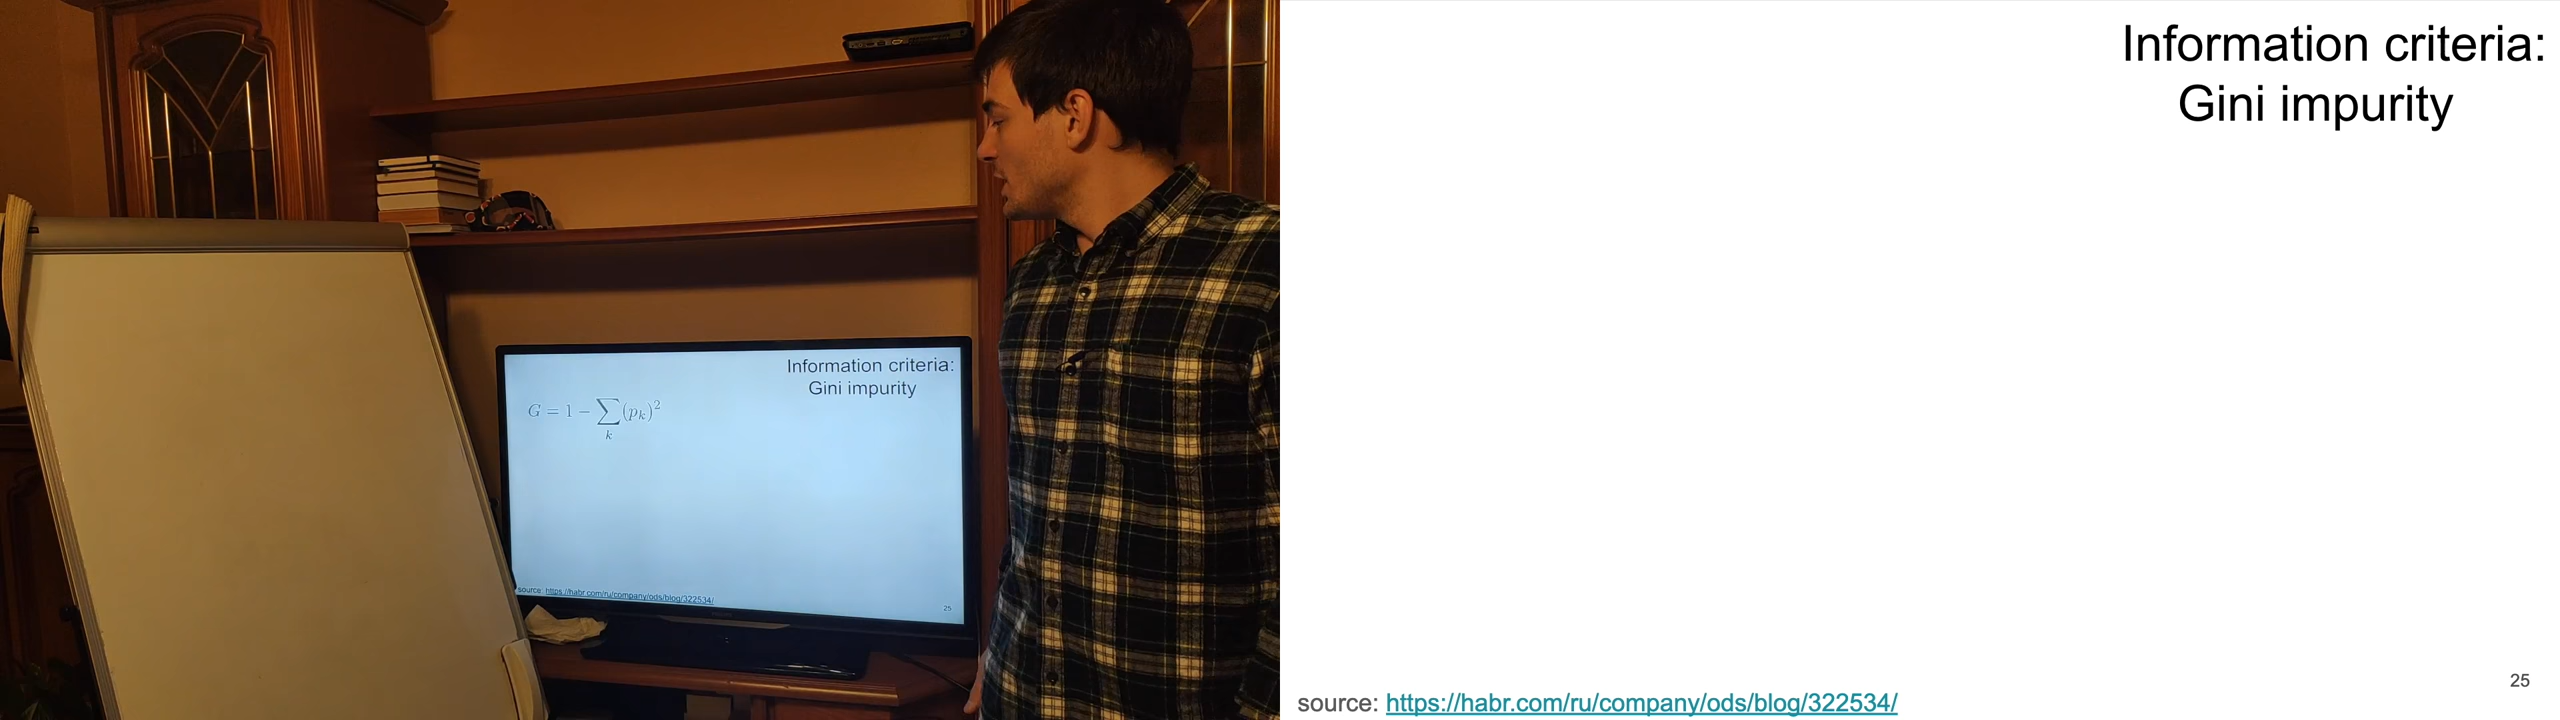 Information criteria:
Gini impurity
G = 1 − ∑ (pₖ)²
k
source: https://habr.com/ru/company/ods/blog/322534/
25
Information criteria:
Gini impurity
25
source: https://habr.com/ru/company/ods/blog/322534/